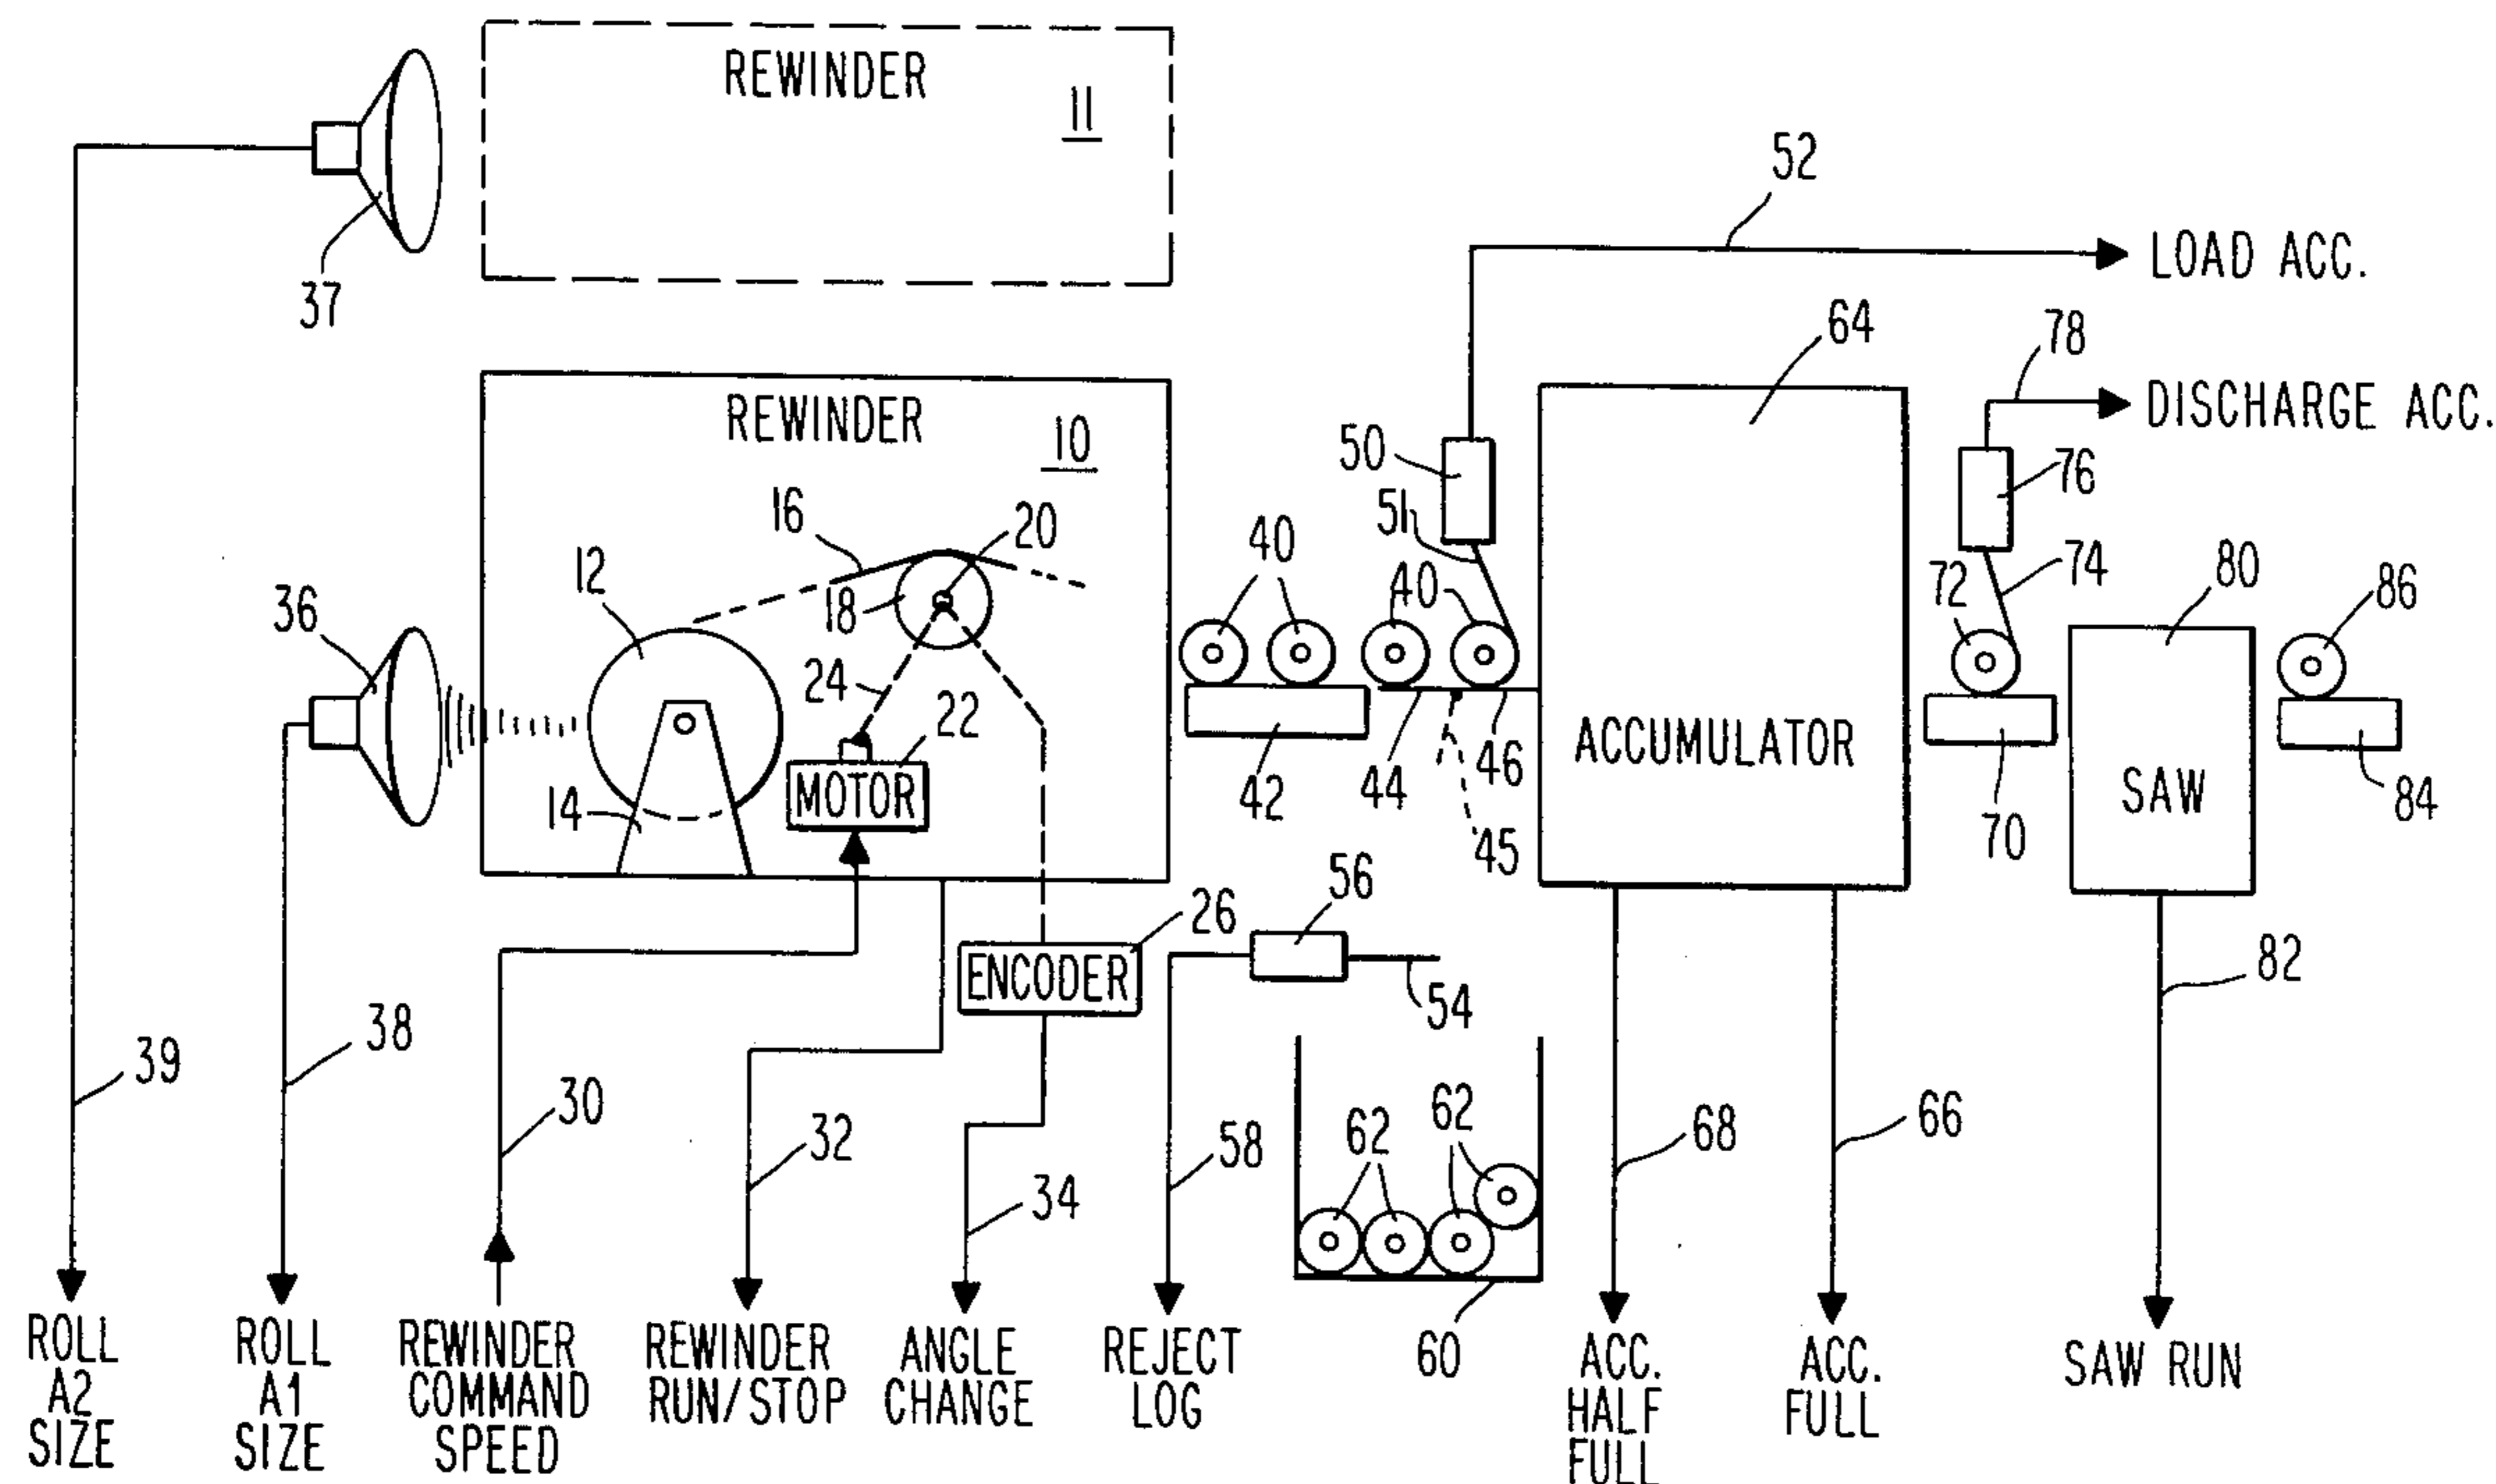 REWINDER
11
37
52
LOAD ACC.
64
78
DISCHARGE ACC.
REWINDER
10
50
51
76
16
20
12
18
40
40
72
74
80
86
36
24
22
14
MOTOR
42
44
46
45
ACCUMULATOR
70
SAW
84
56
26
ENCODER
54
82
39
38
30
32
34
58
62
62
68
66
60
ROLL
A2
SIZE
ROLL
A1
SIZE
REWINDER
COMMAND
SPEED
REWINDER
RUN/STOP
ANGLE
CHANGE
REJECT
LOG
ACC.
HALF
FULL
ACC.
FULL
SAW RUN